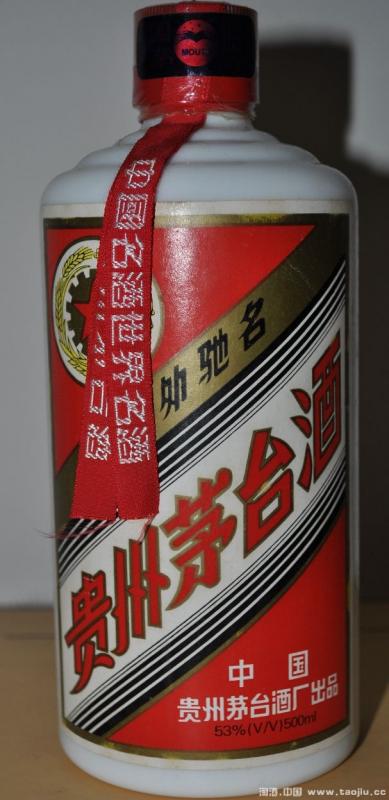 MOUTAI
中国名酒世界名酒
名驰
贵州茅台酒
中国
贵州茅台酒厂出品
53%(V/V)500ml
淘酒.中国 www.taojiu.cc